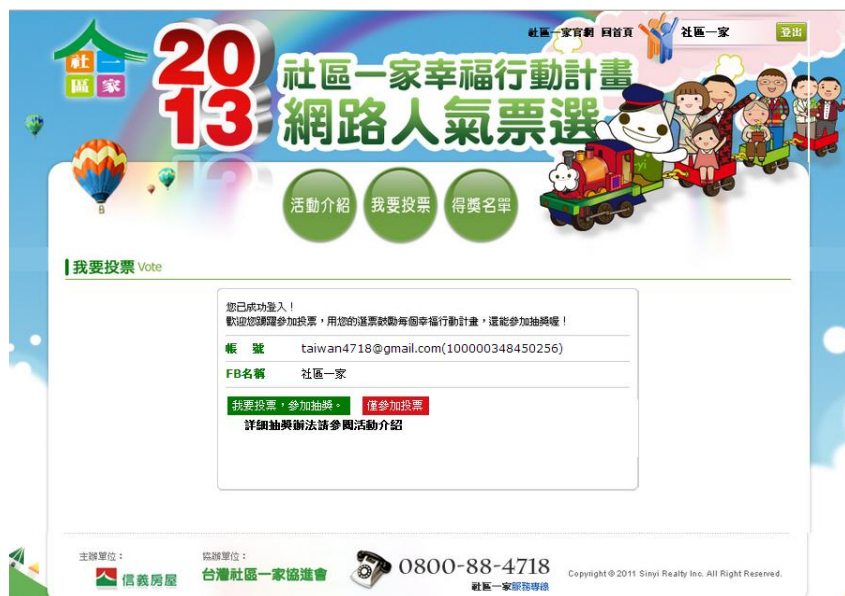 社區一家官網 回首頁 社區一家 登出
社一
區家
2013
社區一家幸福行動計畫
網路人氣票選
活動介紹 我要投票 得獎名單
我要投票 Vote
您已成功登入！
歡迎您踴躍參加投票，用您的選票鼓勵每個幸福行動計畫，還能參加抽獎喔！
帳 號 taiwan4718@gmail.com(100000348450256)
FB名稱 社區一家
我要投票，參加抽獎。 僅參加投票
詳細抽獎辦法請參閱活動介紹
主辦單位： 協辦單位：
信義房屋 台灣社區一家協進會 0800-88-4718
社區一家服務專線
Copyright © 2011 Sinyi Realty Inc. All Right Reserved.